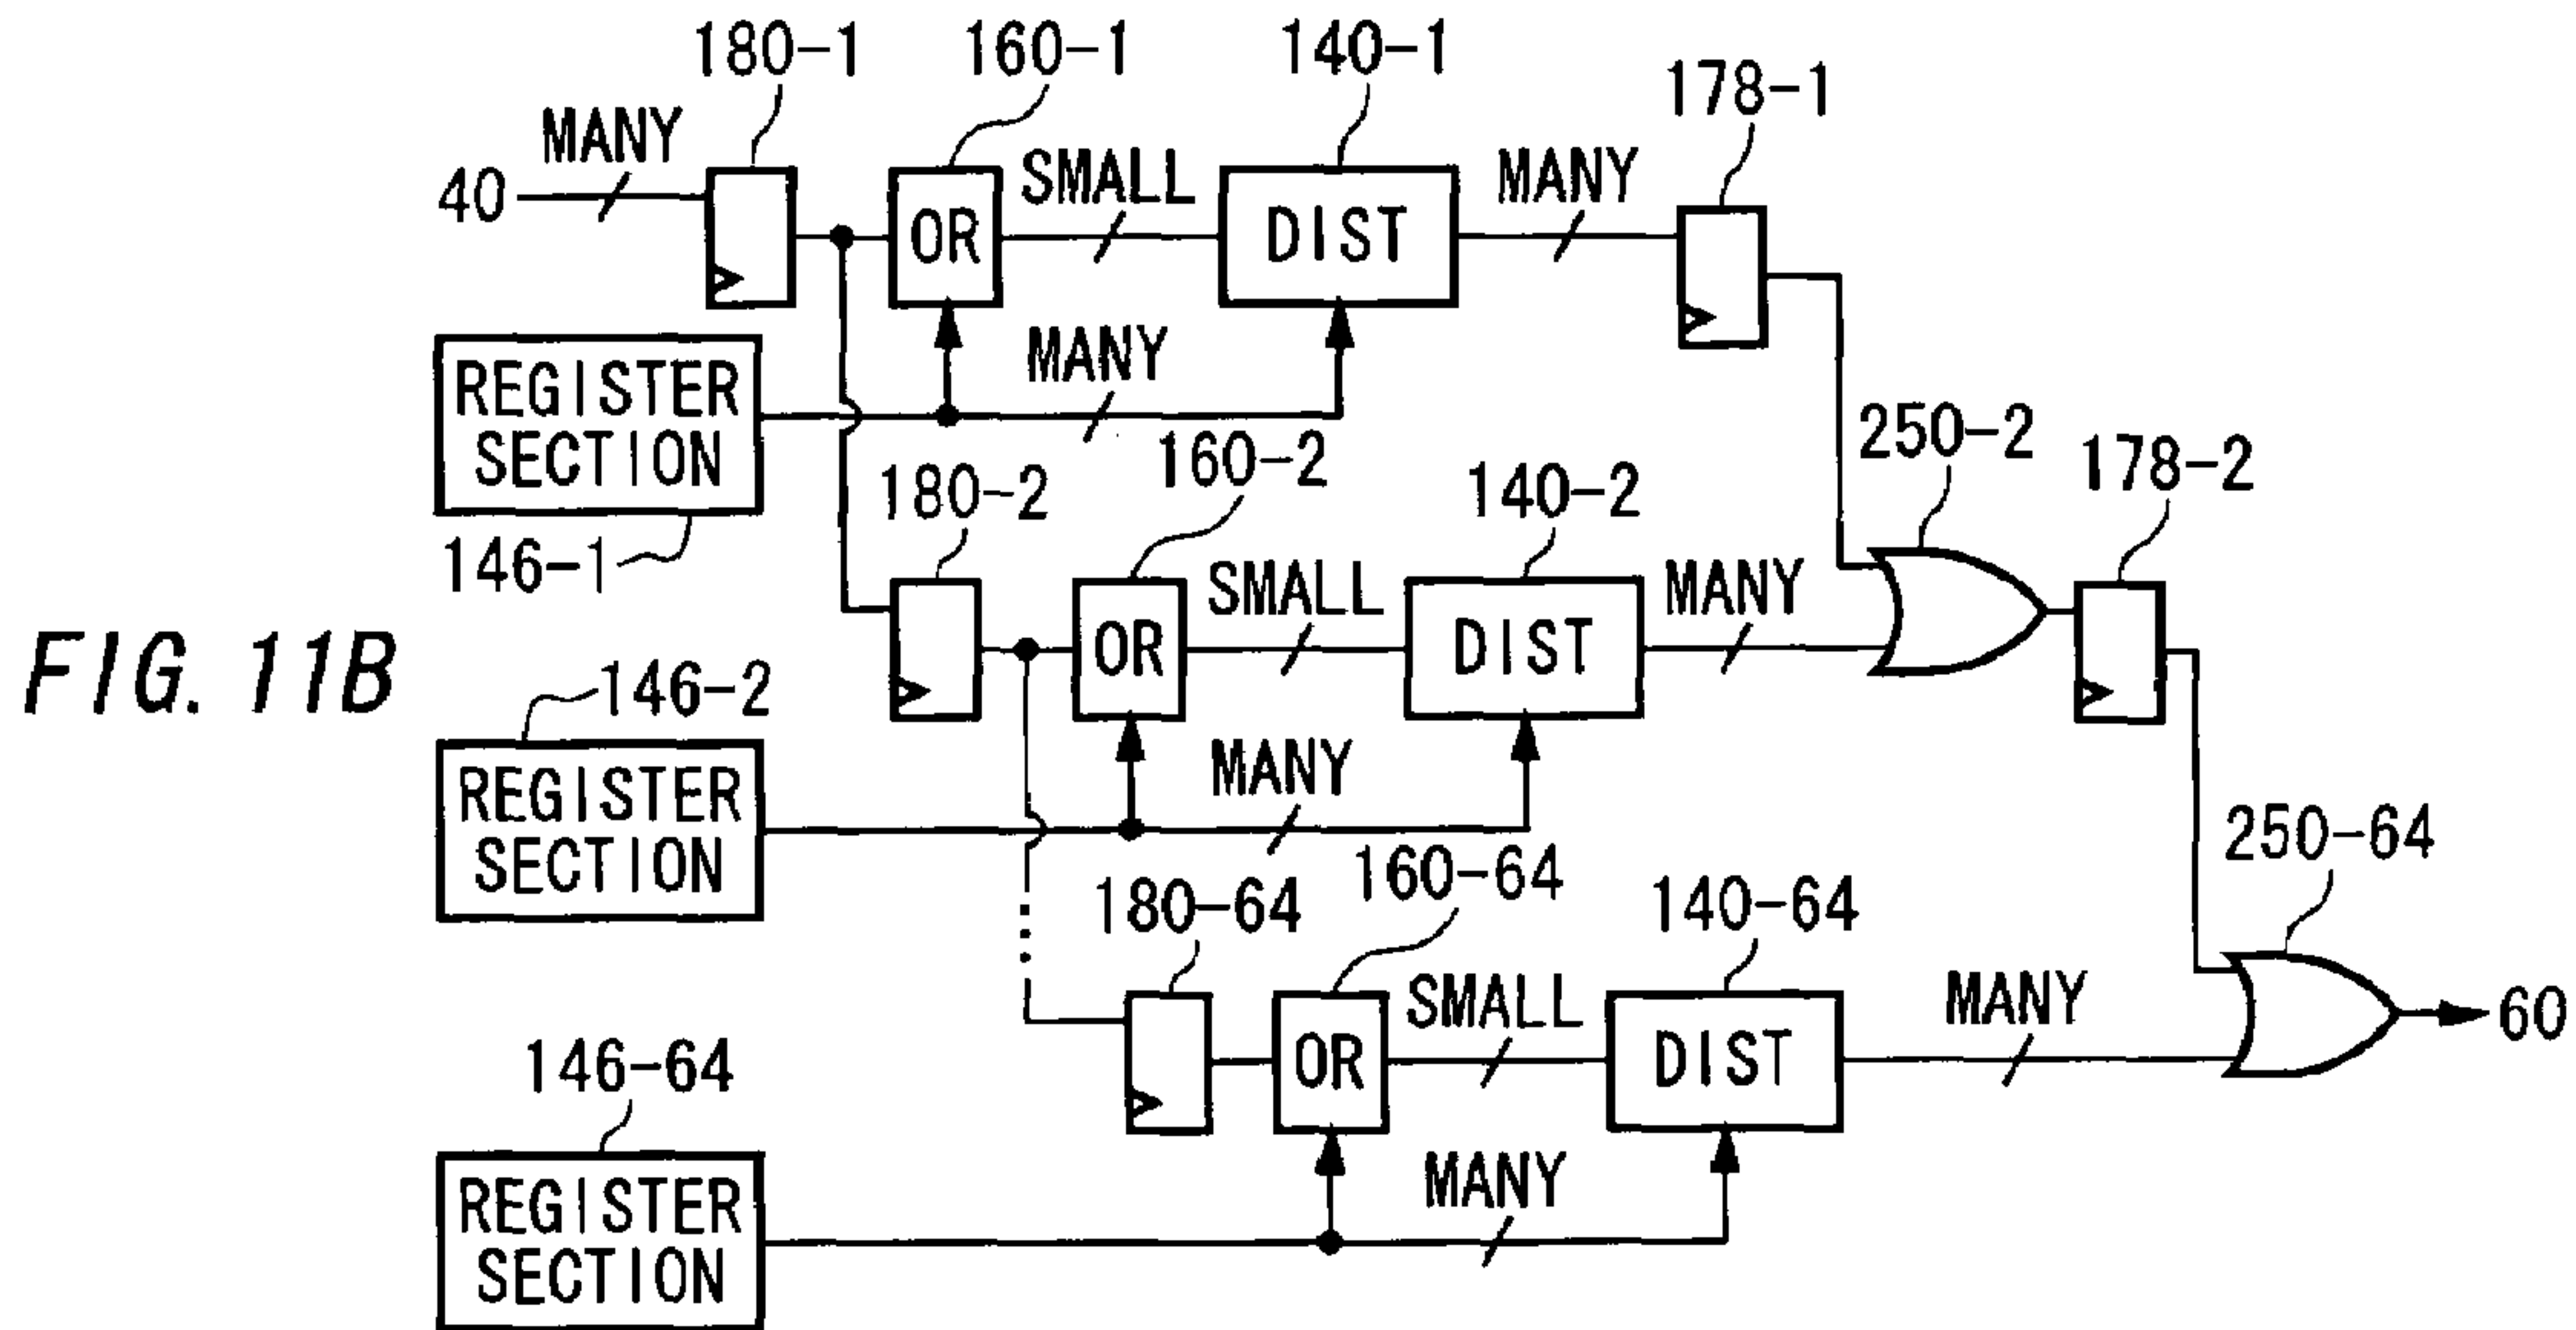 180-1 160-1 140-1
178-1
MANY
40 SMALL MANY
OR DIST
MANY
REGISTER
SECTION
250-2
160-2 178-2
180-2 140-2
146-1
SMALL MANY
OR DIST
FIG. 11B
146-2
MANY
REGISTER
SECTION
250-64
160-64
180-64 140-64
SMALL MANY
60
OR DIST
146-64
MANY
REGISTER
SECTION